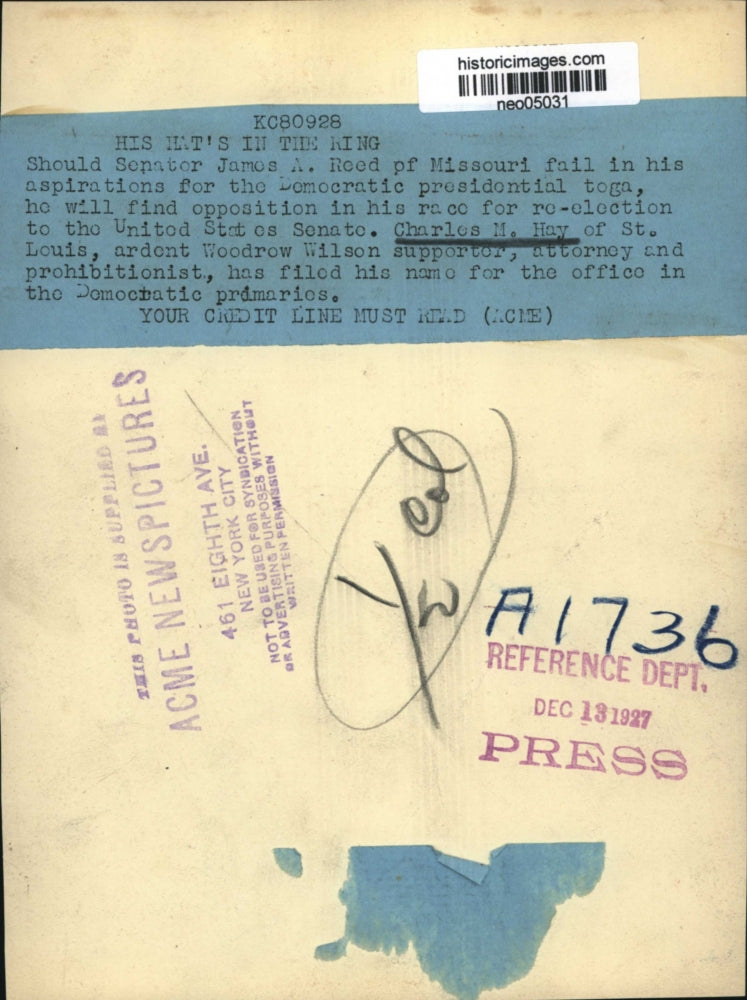 historicimages.com
neo05031
KC80928
HIS HAT'S IN THE RING
Should Senator James A. Reed pf Missouri fail in his
aspirations for the Democratic presidential toga,
he will find opposition in his race for re-election
to the United States Senate. Charles M. Hay of St.
Louis, ardent Woodrow Wilson supporter, attorney and
prohibitionist, has filed his name for the office in
the Democtatic primaries.
YOUR CREDIT LINE MUST READ (ACME)
THIS PHOTO IS SUPPLIED BY
ACME NEWSPICTURES
461 EIGHTH AVE.
NEW YORK CITY
NOT TO BE USED FOR SYNDICATION
OR ADVERTISING PURPOSES WITHOUT
WRITTEN PERMISSION
Col
A1736
REFERENCE DEPT.
DEC 13 1927
PRESS